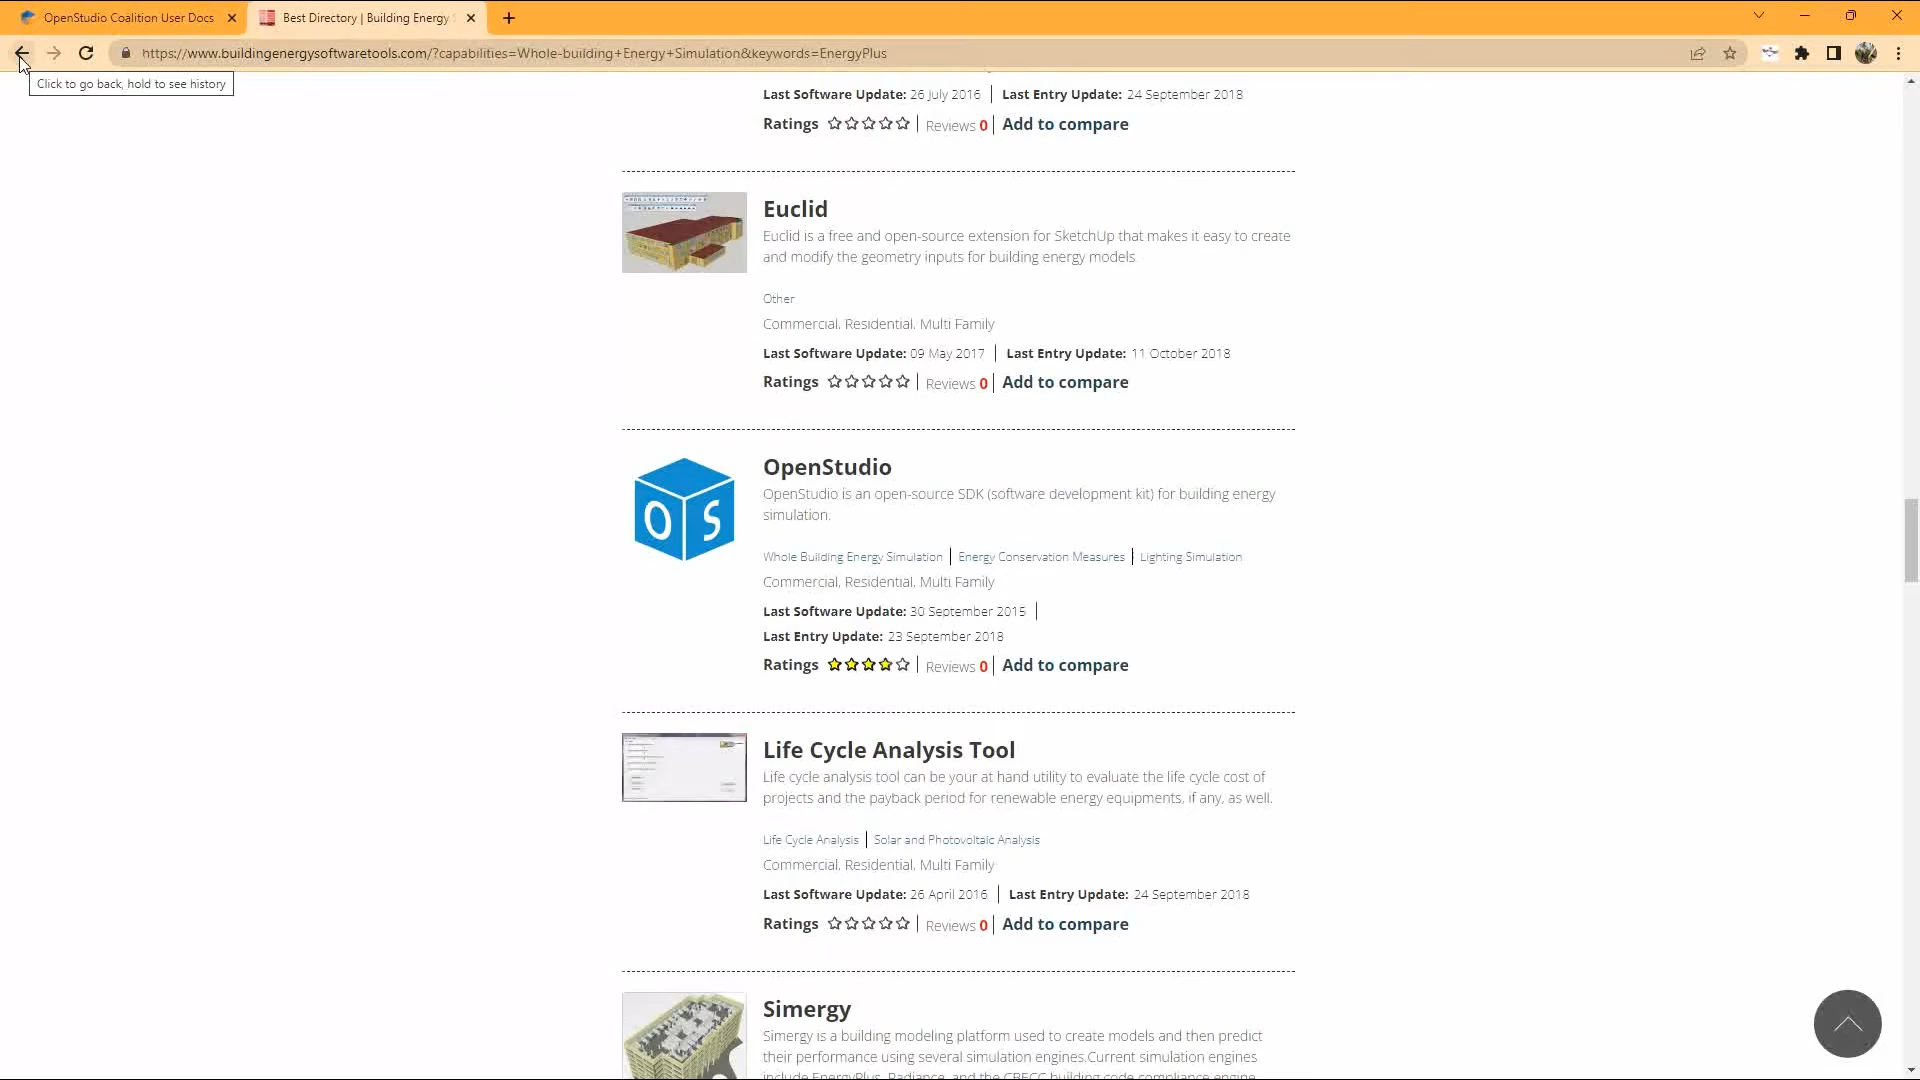 OpenStudio Coalition User Docs
Best Directory | Building Energy S
https://www.buildingenergysoftwaretools.com/?capabilities=Whole-building+Energy+Simulation&keywords=EnergyPlus
Click to go back, hold to see history
Last Software Update: 26 July 2016 | Last Entry Update: 24 September 2018
Ratings | Reviews 0 | Add to compare
Euclid
Euclid is a free and open-source extension for SketchUp that makes it easy to create
and modify the geometry inputs for building energy models.
Other
Commercial, Residential, Multi Family
Last Software Update: 09 May 2017 | Last Entry Update: 11 October 2018
Ratings | Reviews 0 | Add to compare
OS
OpenStudio
OpenStudio is an open-source SDK (software development kit) for building energy
simulation.
Whole Building Energy Simulation | Energy Conservation Measures | Lighting Simulation
Commercial, Residential, Multi Family
Last Software Update: 30 September 2015 |
Last Entry Update: 23 September 2018
Ratings | Reviews 0 | Add to compare
Life Cycle Analysis Tool
Life cycle analysis tool can be your at hand utility to evaluate the life cycle cost of
projects and the payback period for renewable energy equipments, if any, as well.
Life Cycle Analysis | Solar and Photovoltaic Analysis
Commercial, Residential, Multi Family
Last Software Update: 26 April 2016 | Last Entry Update: 24 September 2018
Ratings | Reviews 0 | Add to compare
Simergy
Simergy is a building modeling platform used to create models and then predict
their performance using several simulation engines.Current simulation engines
include EnergyPlus, Radiance, and the CBECC building code compliance engine